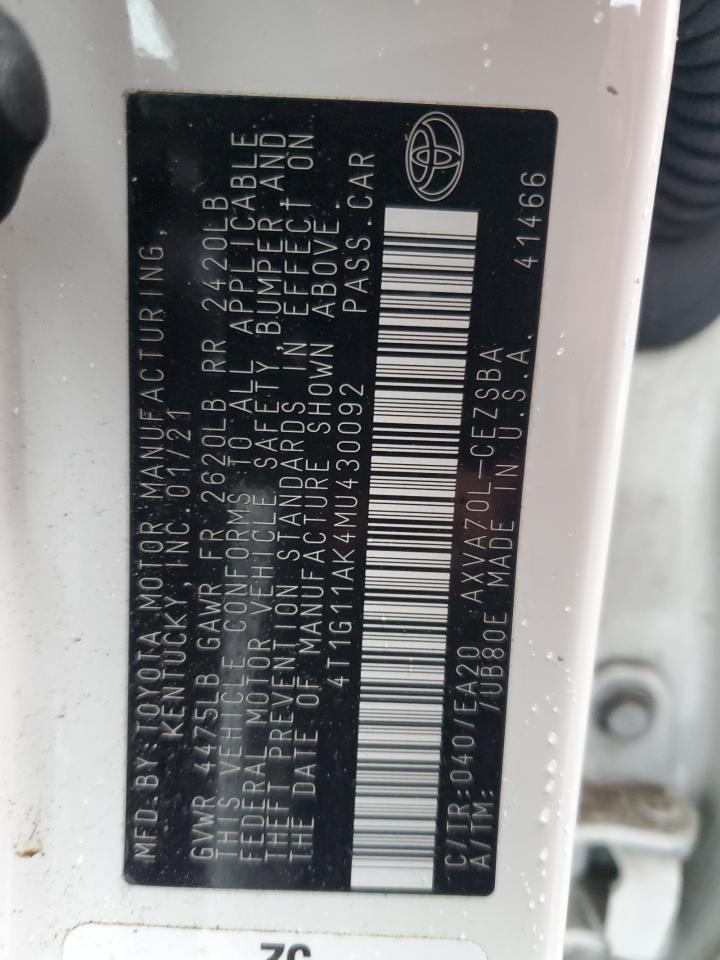 MFD. BY: TOYOTA MOTOR MANUFACTURING,
KENTUCKY, INC. 01/21
GVWR 4475LB GAWR FR 2620LB RR 2420LB
THIS VEHICLE CONFORMS TO ALL APPLICABLE
FEDERAL MOTOR VEHICLE SAFETY, BUMPER AND
THEFT PREVENTION STANDARDS IN EFFECT ON
THE DATE OF MANUFACTURE SHOWN ABOVE.
4T1G11AK4MU430092 PASS.CAR
C/TR: 040/EA20 AXVA70L-CEZSBA
A/TM: /UB80E MADE IN U.S.A. 41466